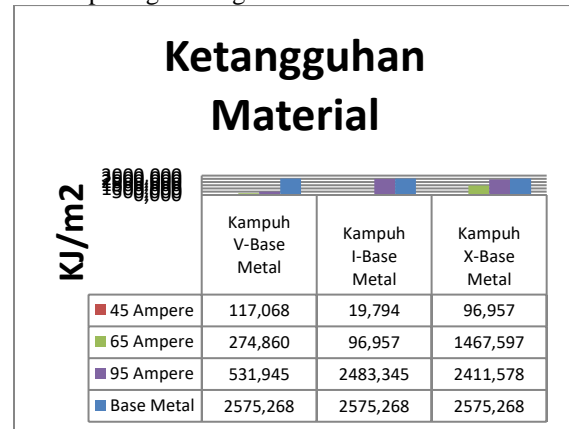 Ketangguhan
Material
KJ/m2
Kampuh
V-Base
Metal
Kampuh
I-Base
Metal
Kampuh
X-Base
Metal
45 Ampere 117,068 19,794 96,957
65 Ampere 274,860 96,957 1467,597
95 Ampere 531,945 2483,345 2411,578
Base Metal 2575,268 2575,268 2575,268